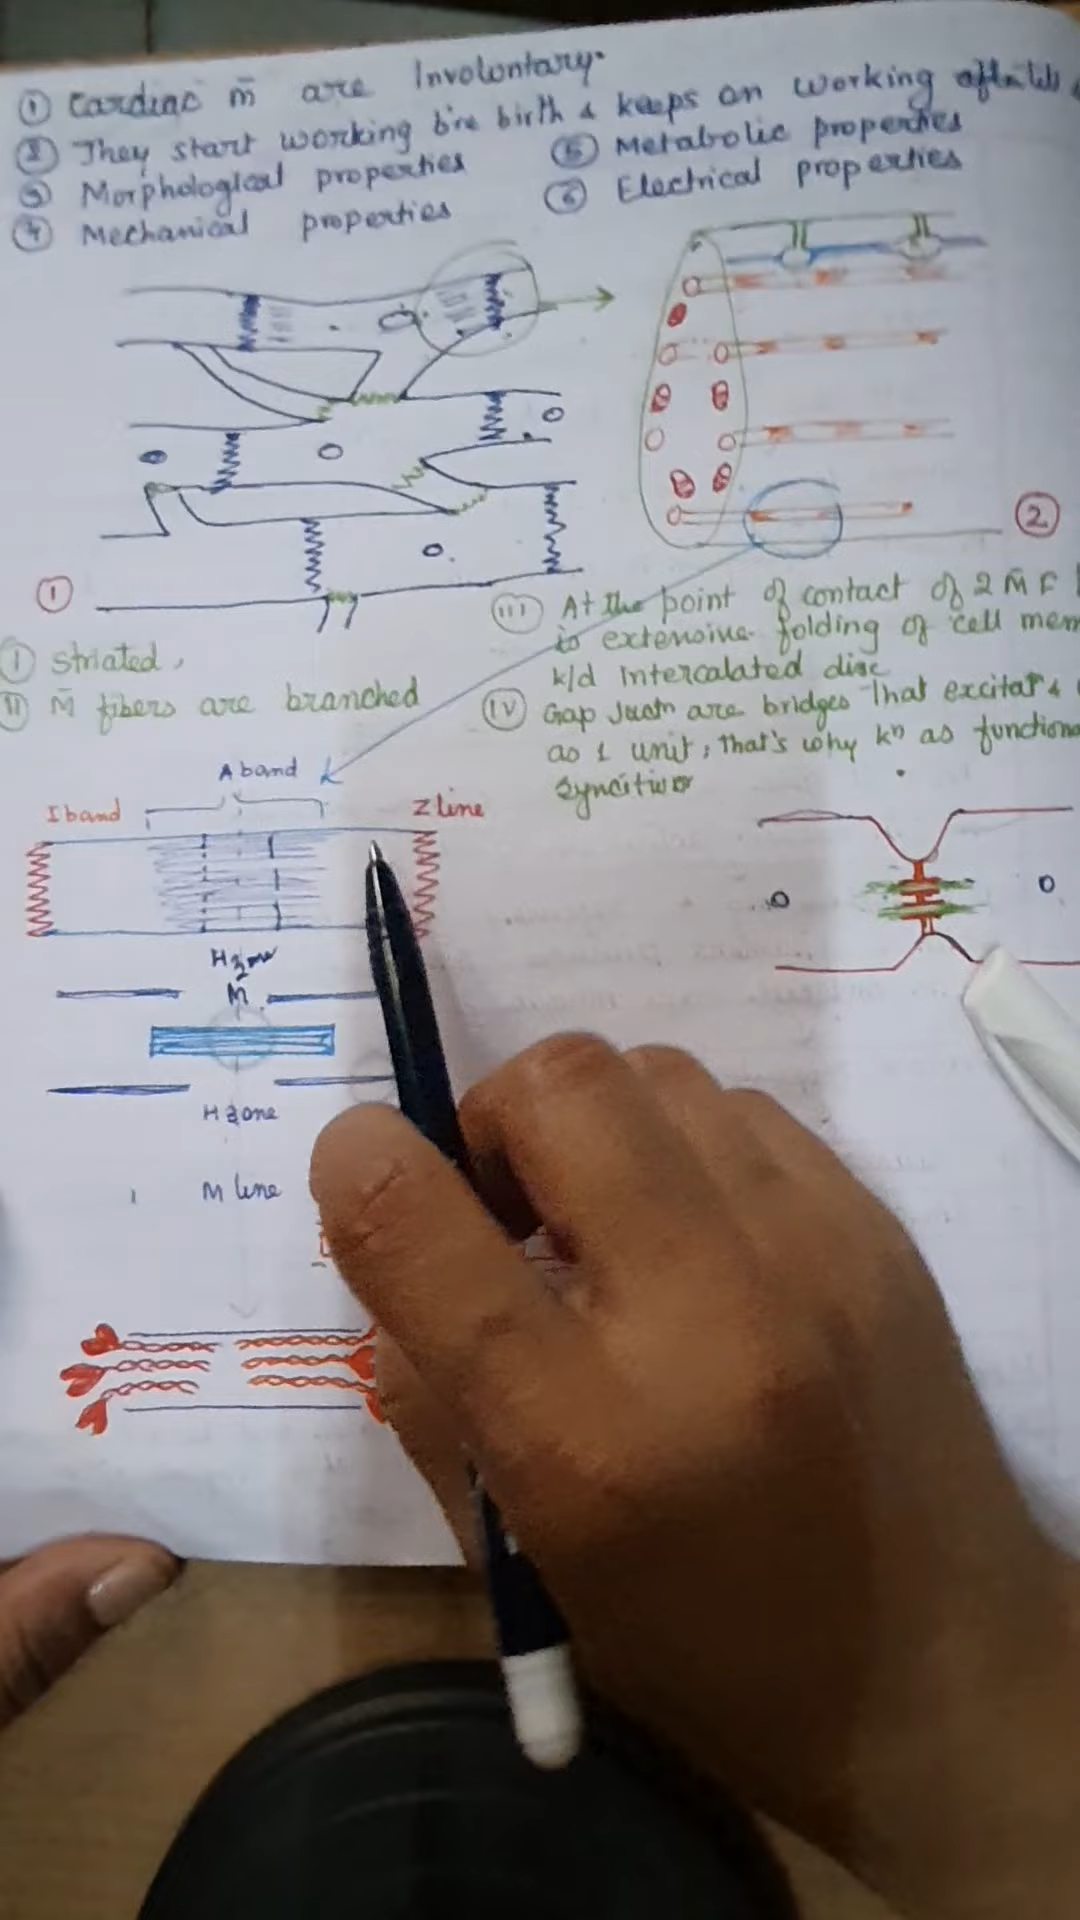 ① Cardiac m̄ are Involuntary.
② They start working b're birth & keeps on working
③ Morphological properties
④ Mechanical properties
⑤ Metabolic properties
⑥ Electrical properties
①
②
I striated,
II m̄ fibers are branched
III At the point of contact of 2 M̄ F
is extensive folding of cell mem
k/d Intercalated disc
IV Gap Juctn are bridges That excitat &
as 1 unit, That's why kn as function
Syncitium
A band
I band
Z line
H zone
M
H zone
M line